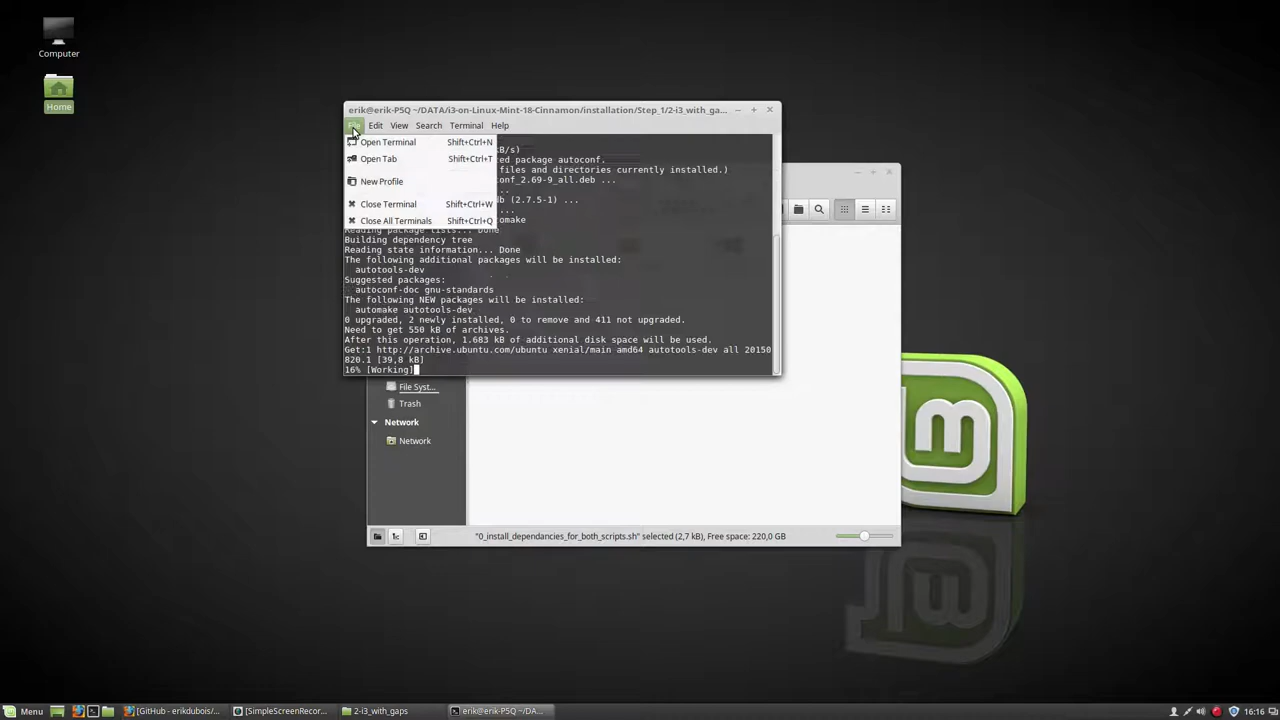 Computer
Home
erik@erik-P5Q ~/DATA/i3-on-Linux-Mint-18-Cinnamon/installation/Step_1/2-i3_with_ga...
File Edit View Search Terminal Help
Open Terminal Shift+Ctrl+N
Open Tab Shift+Ctrl+T
New Profile
Close Terminal Shift+Ctrl+W
Close All Terminals Shift+Ctrl+Q
KB/s)
ed package autoconf.
files and directories currently installed.)
onf_2.69-9_all.deb ...
..
db (2.7.5-1) ...
...
omake
Reading package lists... Done
Building dependency tree
Reading state information... Done
The following additional packages will be installed:
autotools-dev
Suggested packages:
autoconf-doc gnu-standards
The following NEW packages will be installed:
automake autotools-dev
0 upgraded, 2 newly installed, 0 to remove and 411 not upgraded.
Need to get 550 kB of archives.
After this operation, 1.683 kB of additional disk space will be used.
Get:1 http://archive.ubuntu.com/ubuntu xenial/main amd64 autotools-dev all 20150
820.1 [39,8 kB]
16% [Working]
File Syst...
Trash
Network
Network
"0_install_dependancies_for_both_scripts.sh" selected (2,7 kB), Free space: 220,0 GB
Menu
[GitHub - erikdubois/...
[SimpleScreenRecor...
2-i3_with_gaps
erik@erik-P5Q ~/DA...
16:16